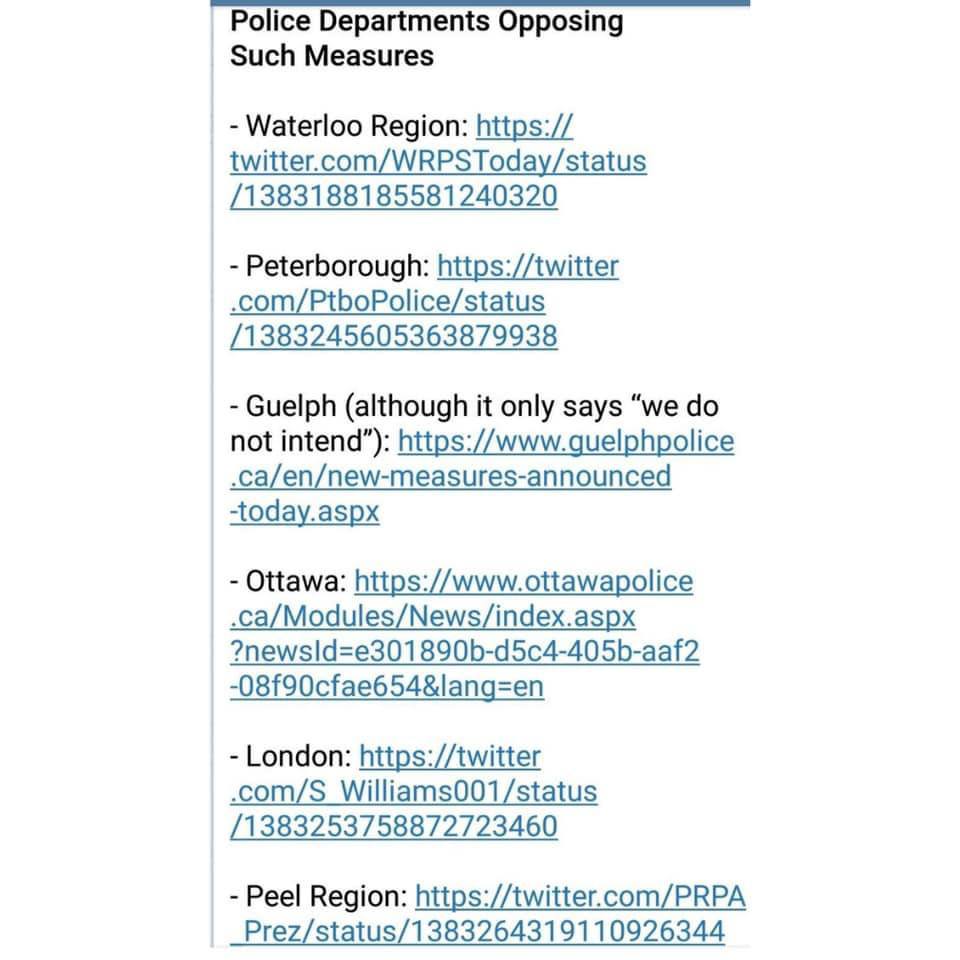 Police Departments Opposing
Such Measures
- Waterloo Region: https://
twitter.com/WRPSToday/status
/1383188185581240320
- Peterborough: https://twitter
.com/PtboPolice/status
/1383245605363879938
- Guelph (although it only says “we do
not intend”): https://www.guelphpolice
.ca/en/new-measures-announced
-today.aspx
- Ottawa: https://www.ottawapolice
.ca/Modules/News/index.aspx
?newsId=e301890b-d5c4-405b-aaf2
-08f90cfae654&lang=en
- London: https://twitter
.com/S_Williams001/status
/1383253758872723460
- Peel Region: https://twitter.com/PRPA
_Prez/status/1383264319110926344